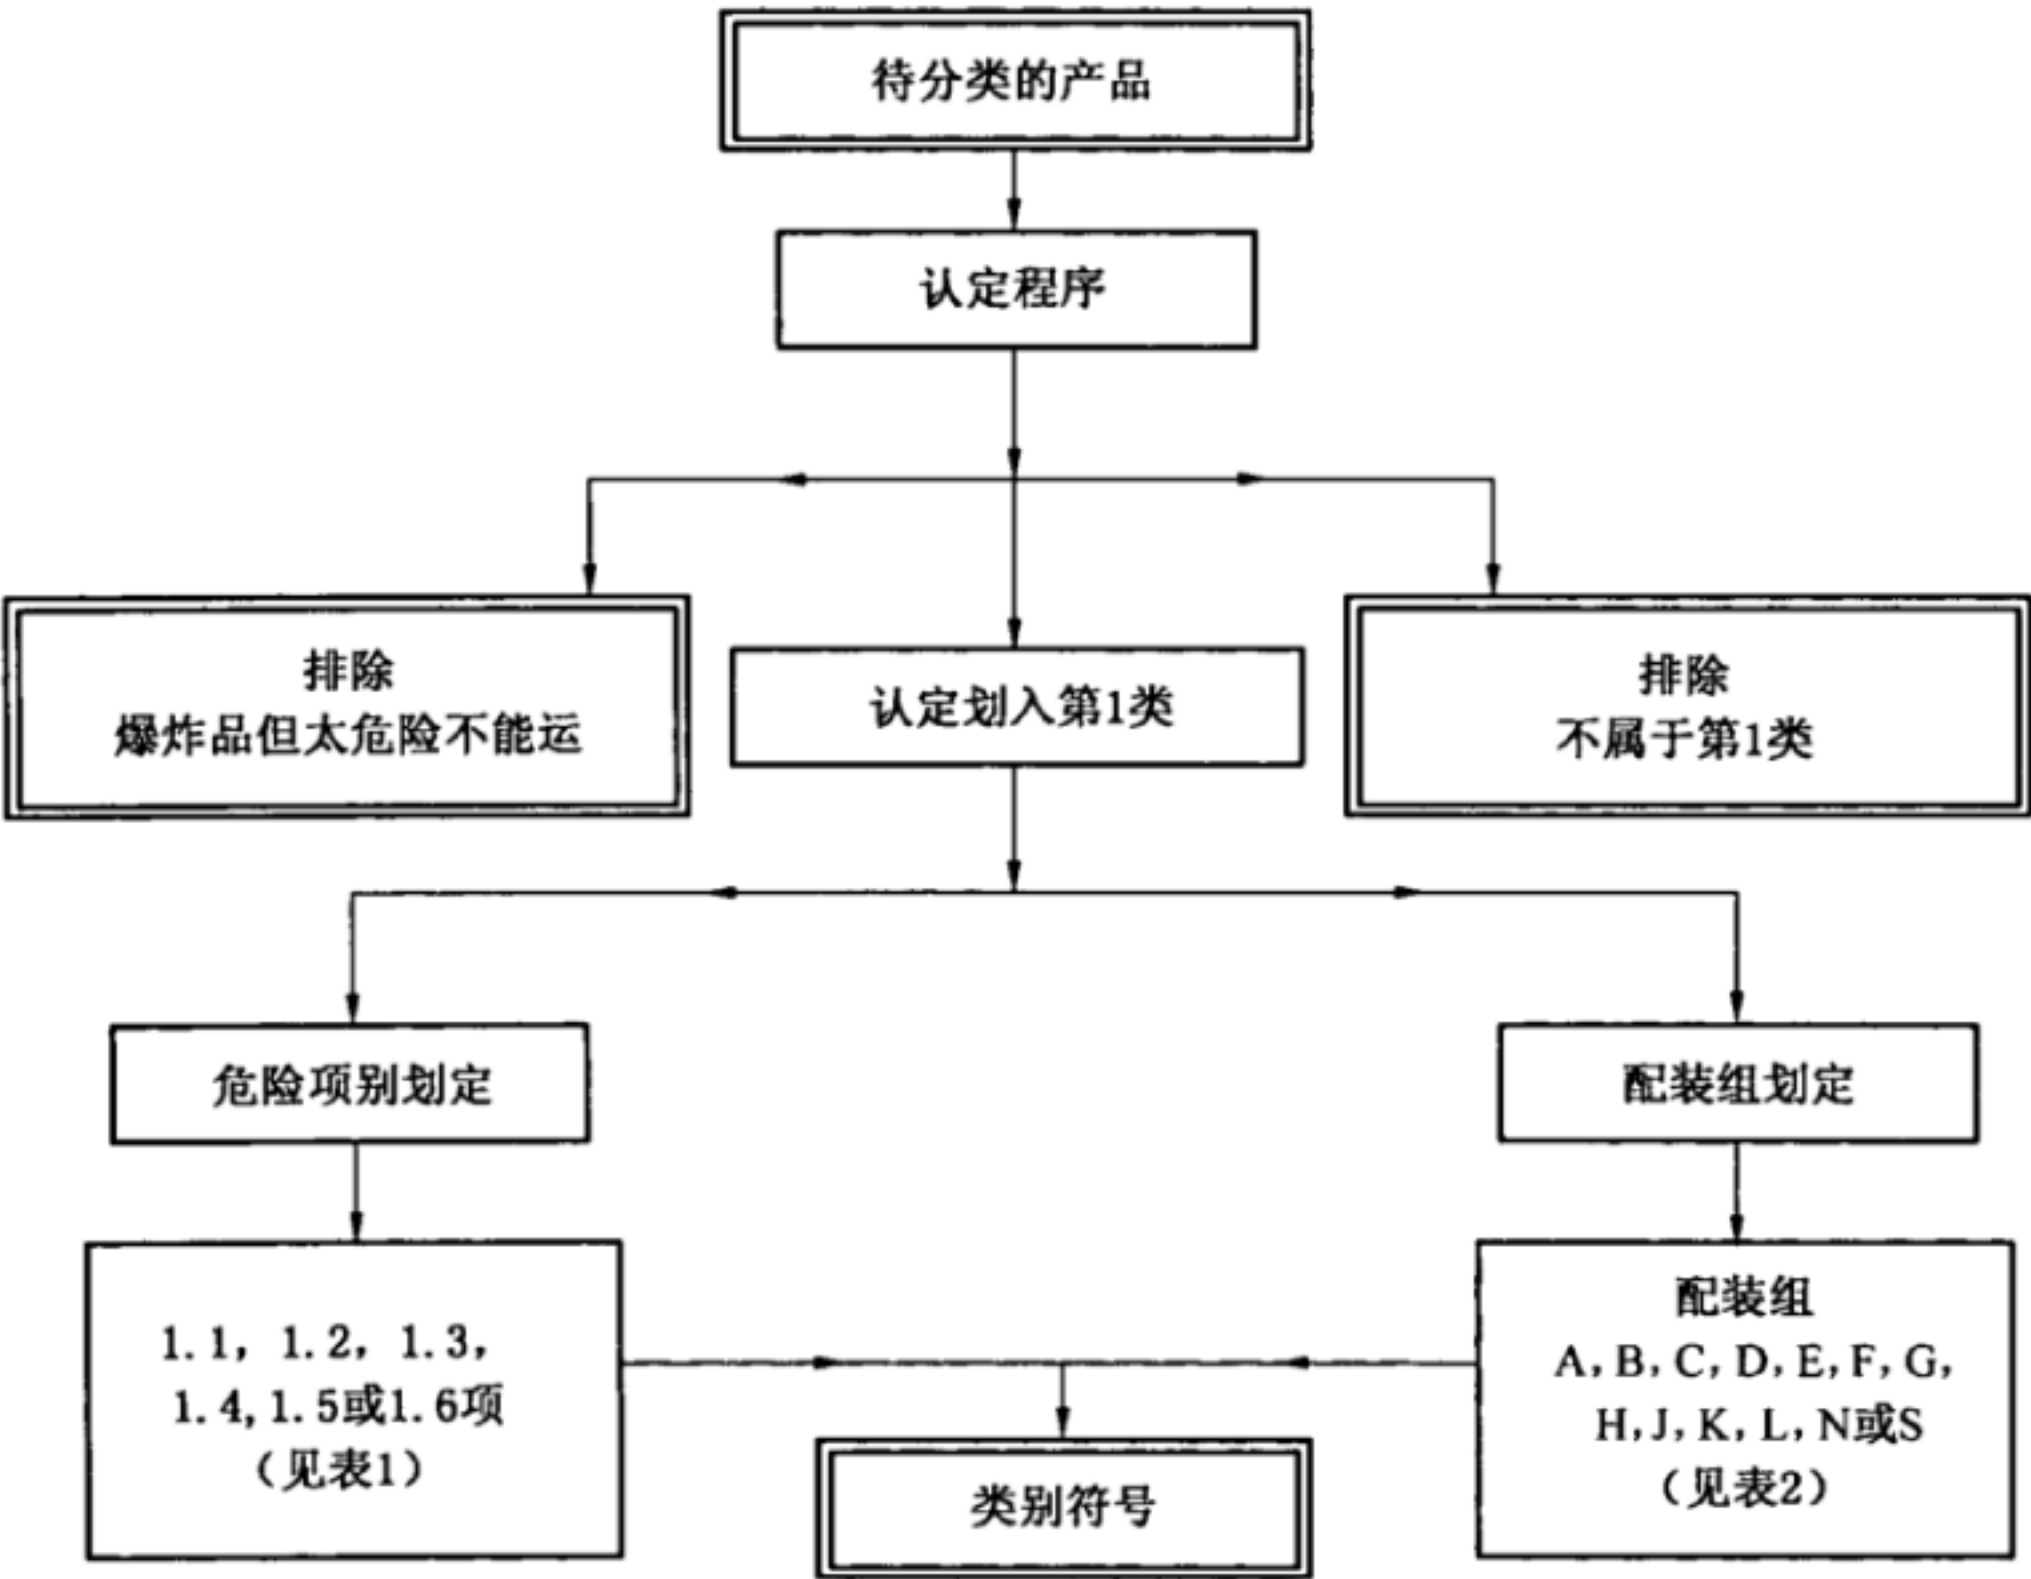 待分类的产品
认定程序
排除
爆炸品但太危险不能运
认定划入第1类
排除
不属于第1类
危险项别划定
配装组划定
1.1, 1.2, 1.3,
1.4,1.5或1.6项
（见表1）
配装组
A,B,C,D,E,F,G,
H,J,K,L,N或S
（见表2）
类别符号